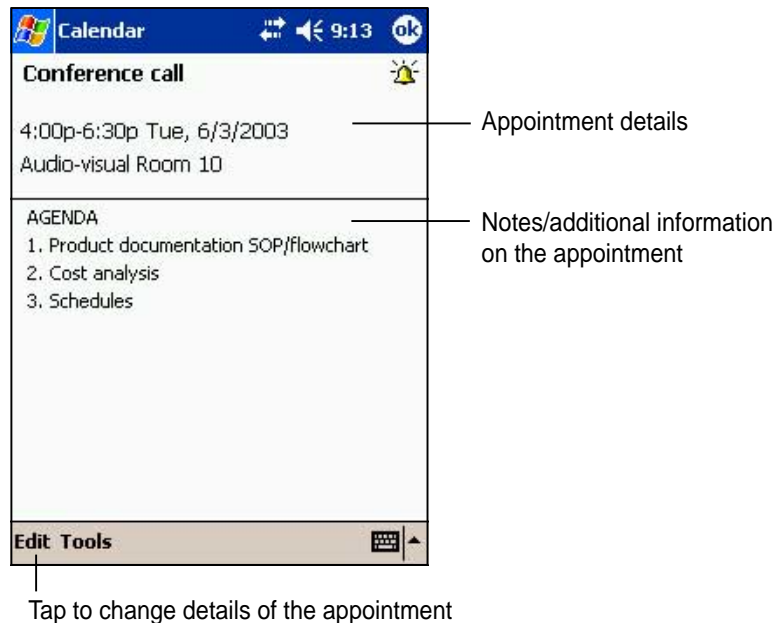 Calendar 9:13 ok
Conference call
4:00p-6:30p Tue, 6/3/2003
Audio-visual Room 10
Appointment details
AGENDA
1. Product documentation SOP/flowchart
2. Cost analysis
3. Schedules
Notes/additional information
on the appointment
Edit Tools
Tap to change details of the appointment